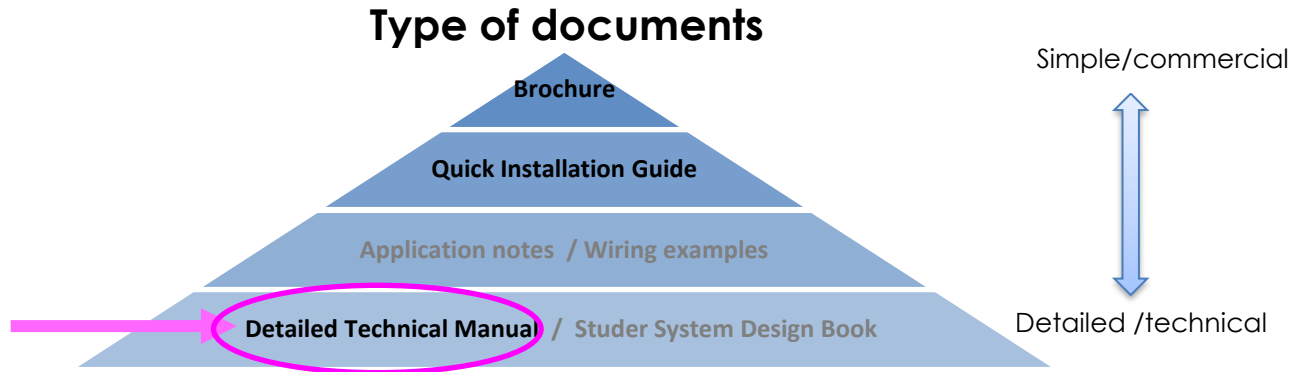 Type of documents
Simple/commercial
Brochure
Quick Installation Guide
Application notes / Wiring examples
Detailed Technical Manual / Studer System Design Book
Detailed /technical